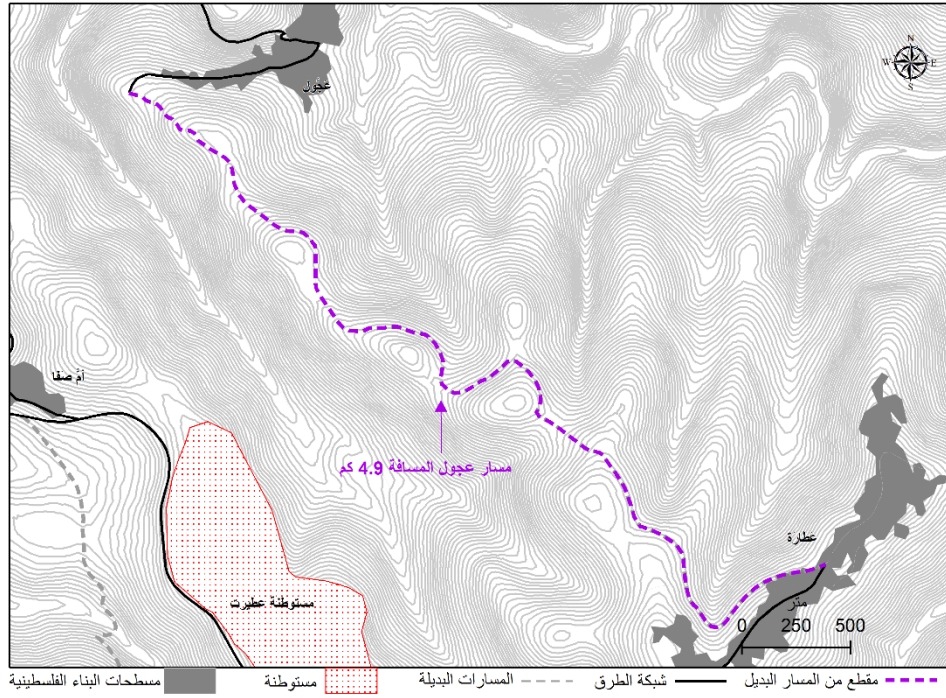 N
W E
S
عجّول
أمّ صفا
مسار عجول المسافة 4.9 كم
عطارة
مستوطنة عطيرت
متر
0 250 500
مقطع من المسار البديل
شبكة الطرق
المسارات البديلة
مستوطنة
مسطحات البناء الفلسطينية